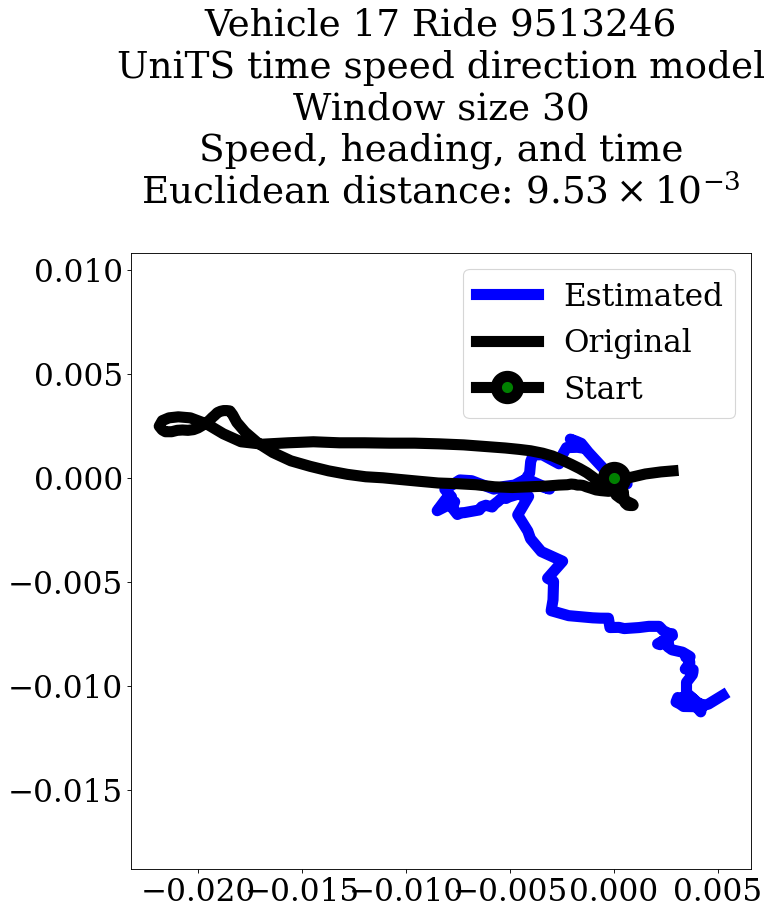 Vehicle 17 Ride 9513246
UniTS time speed direction model
Window size 30
Speed, heading, and time
Euclidean distance: 9.53 × 10⁻³
Estimated
Original
Start
0.010
0.005
0.000
−0.005
−0.010
−0.015
−0.020 −0.015 −0.010 −0.005 0.000 0.005